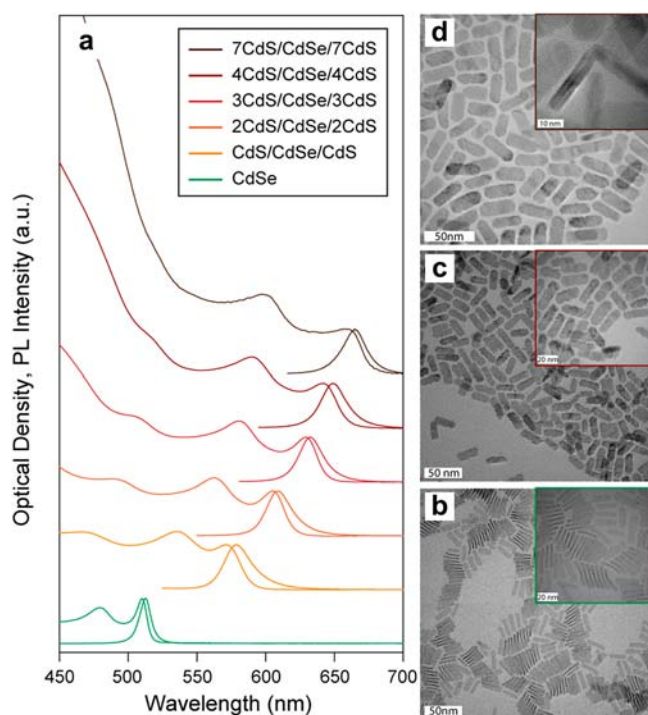 a
7CdS/CdSe/7CdS
4CdS/CdSe/4CdS
3CdS/CdSe/3CdS
2CdS/CdSe/2CdS
CdS/CdSe/CdS
CdSe
Optical Density, PL Intensity (a.u.)
450 500 550 600 650 700
Wavelength (nm)
d
10 nm
50nm
c
20 nm
50 nm
b
20 nm
50nm